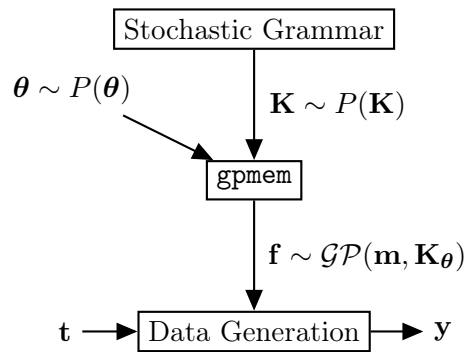 Stochastic Grammar
θ ∼ P(θ)
K ∼ P(K)
gpmem
f ∼ 𝒢𝒫(m, K_θ)
t Data Generation y